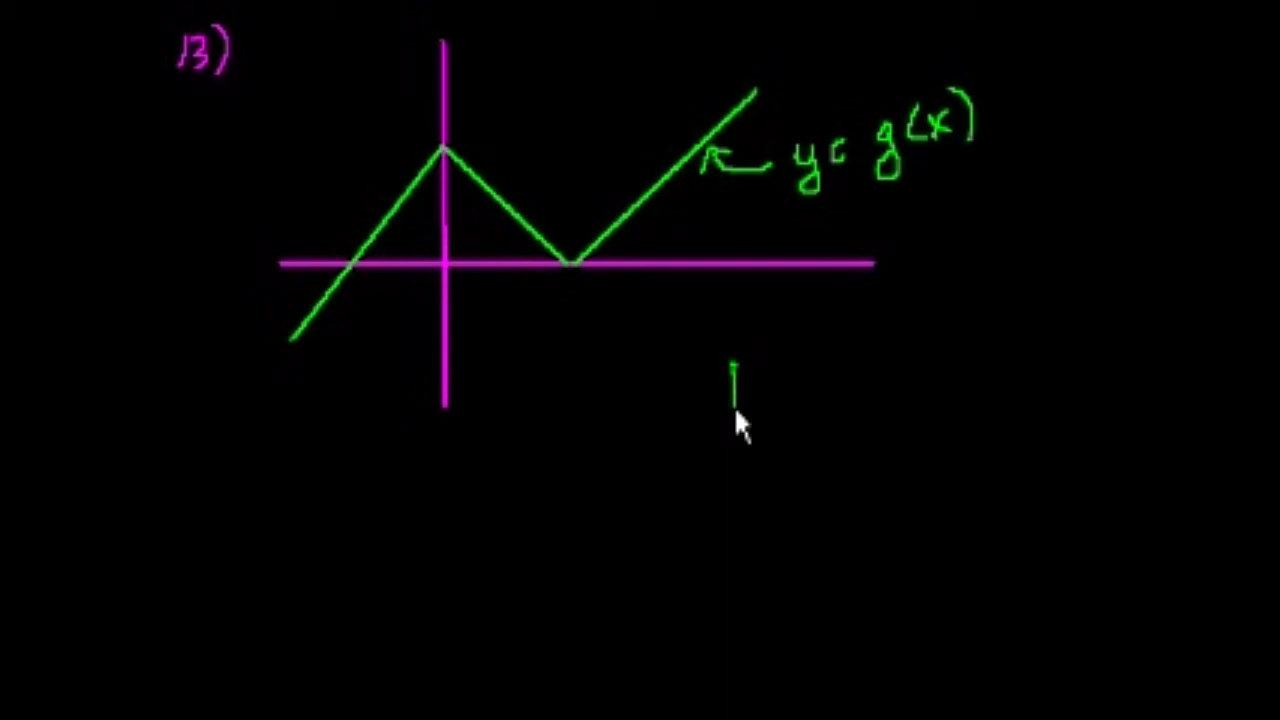 13)
y = g(x)